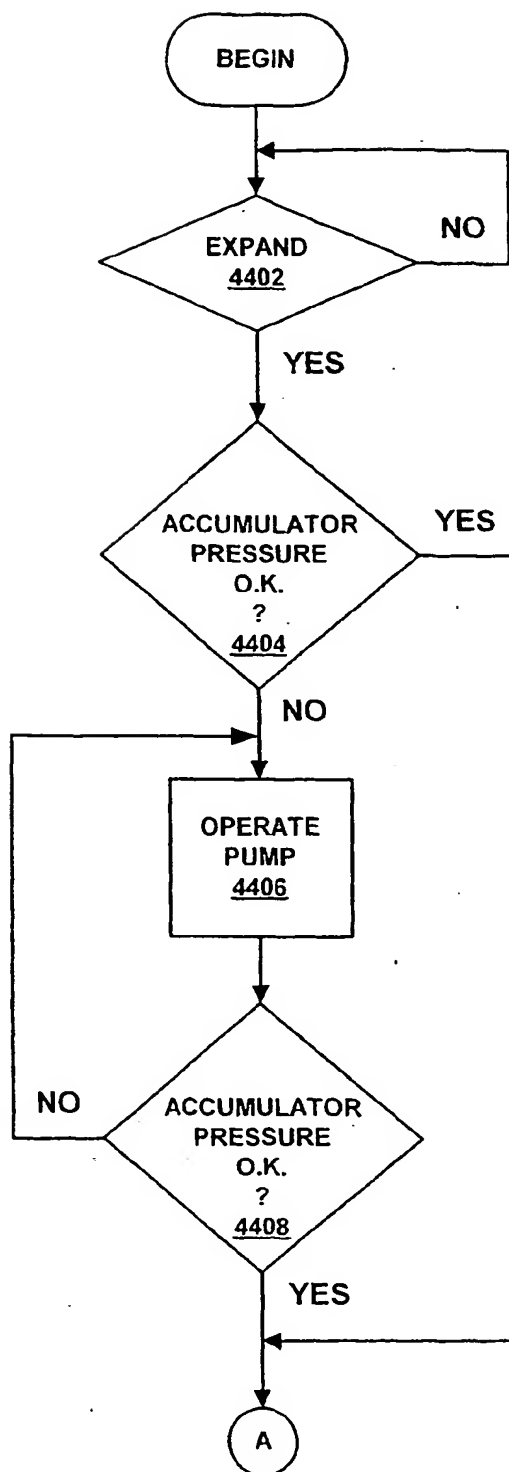 BEGIN
NO
EXPAND
4402
YES
ACCUMULATOR
PRESSURE
O.K.
?
4404
YES
NO
OPERATE
PUMP
4406
NO
ACCUMULATOR
PRESSURE
O.K.
?
4408
YES
A